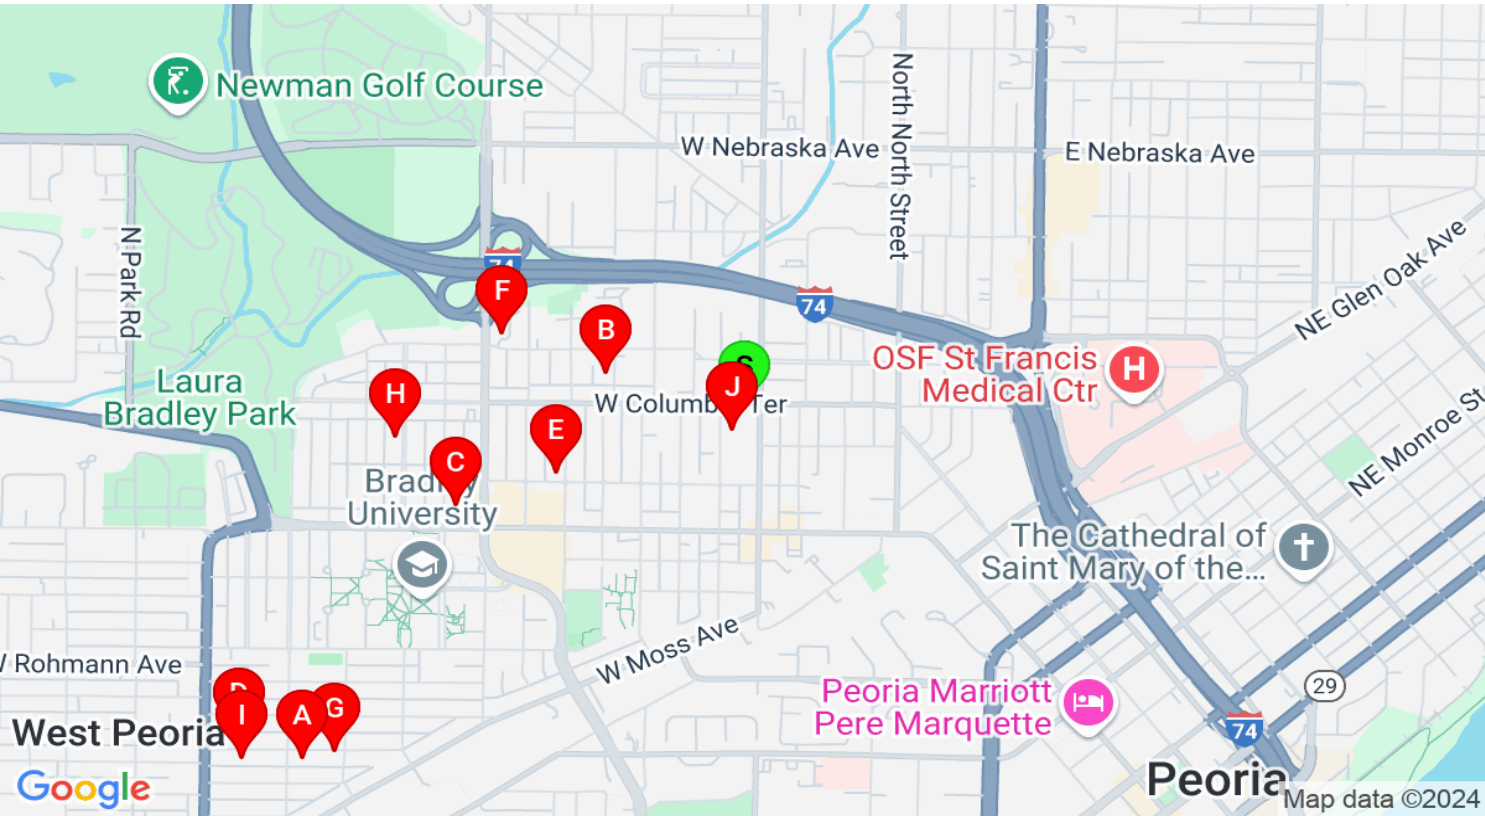 Newman Golf Course
W Nebraska Ave
E Nebraska Ave
North North Street
N Park Rd
NE Glen Oak Ave
74
F
B
74
S
J
OSF St Francis
Medical Ctr
H
Laura
Bradley Park
H
W Columb
Ter
E
C
NE Monroe St
Bradley
University
The Cathedral of
Saint Mary of the...
W Moss Ave
W Rohmann Ave
D
I
A
G
29
Peoria Marriott
Pere Marquette
74
West Peoria
Peoria
Google
Map data ©2024